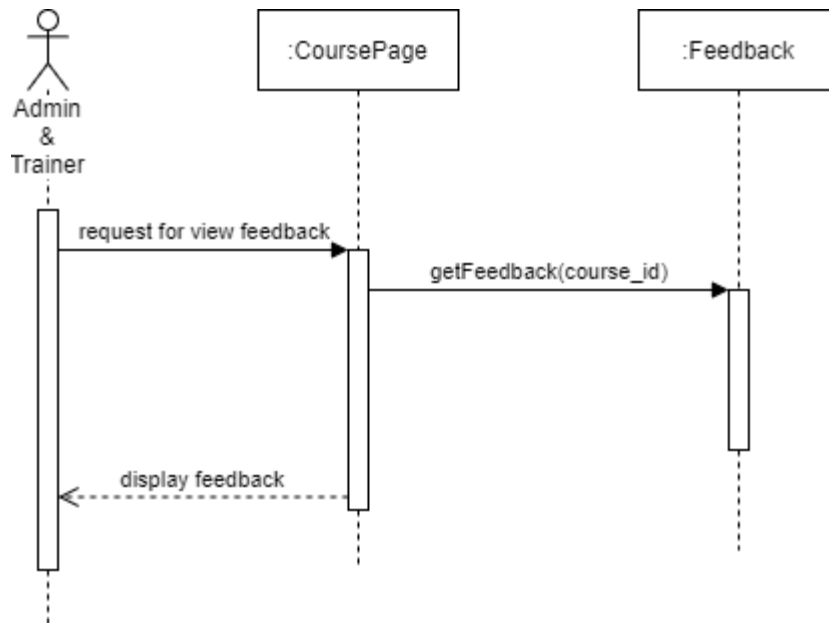 :CoursePage
:Feedback
Admin
&
Trainer
request for view feedback
getFeedback(course_id)
display feedback